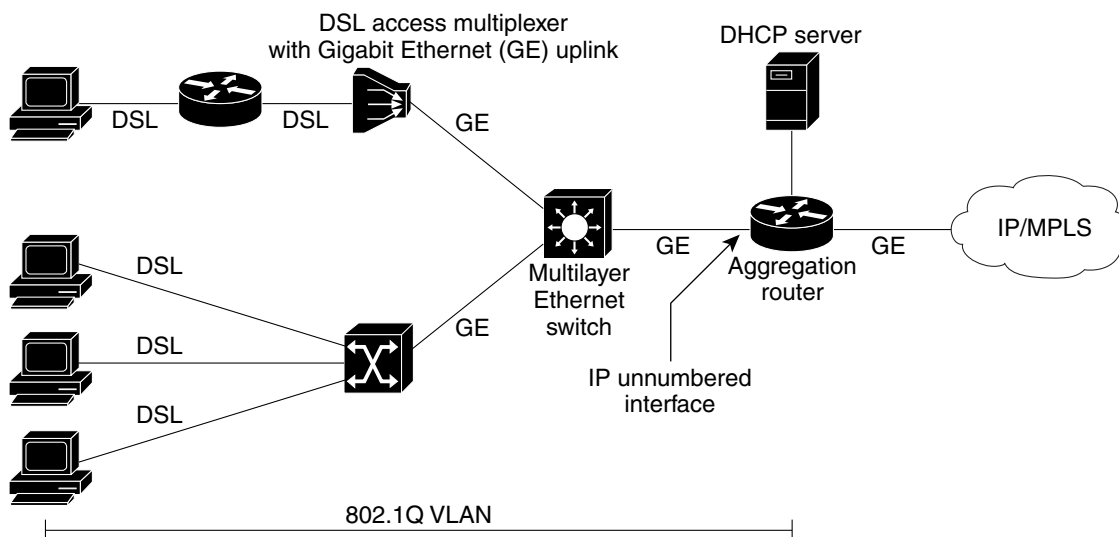 DSL access multiplexer
with Gigabit Ethernet (GE) uplink
DHCP server
DSL
DSL
GE
IP/MPLS
GE
GE
DSL
Multilayer
Ethernet
switch
Aggregation
router
GE
DSL
IP unnumbered
interface
DSL
802.1Q VLAN